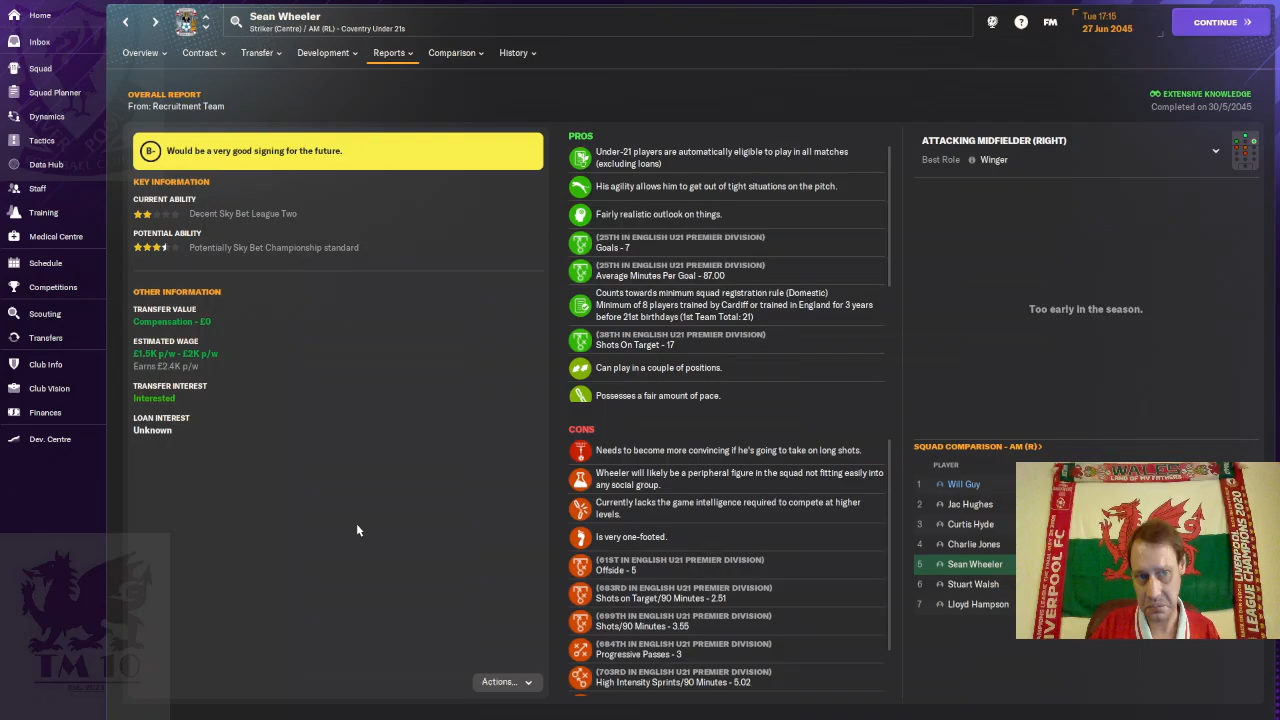 Home
Inbox
Squad
Squad Planner
Dynamics
Tactics
Data Hub
Staff
Training
Medical Centre
Schedule
Competitions
Scouting
Transfers
Club Info
Club Vision
Finances
Dev. Centre
TM 10
Sean Wheeler
Striker (Centre) / AM (RL) - Coventry Under 21s
FM
Tue 17:15
27 Jun 2045
CONTINUE
Overview
Contract
Transfer
Development
Reports
Comparison
History
OVERALL REPORT
From: Recruitment Team
EXTENSIVE KNOWLEDGE
Completed on 30/5/2045
B-
Would be a very good signing for the future.
KEY INFORMATION
CURRENT ABILITY
Decent Sky Bet League Two
POTENTIAL ABILITY
Potentially Sky Bet Championship standard
OTHER INFORMATION
TRANSFER VALUE
Compensation - £0
ESTIMATED WAGE
£1.5K p/w - £2K p/w
Earns £2.4K p/w
TRANSFER INTEREST
Interested
LOAN INTEREST
Unknown
Actions...
PROS
Under-21 players are automatically eligible to play in all matches
(excluding loans)
His agility allows him to get out of tight situations on the pitch.
Fairly realistic outlook on things.
(25TH IN ENGLISH U21 PREMIER DIVISION)
Goals - 7
(25TH IN ENGLISH U21 PREMIER DIVISION)
Average Minutes Per Goal - 87.00
Counts towards minimum squad registration rule (Domestic)
Minimum of 8 players trained by Cardiff or trained in England for 3 years
before 21st birthdays (1st Team Total: 21)
(38TH IN ENGLISH U21 PREMIER DIVISION)
Shots On Target - 17
Can play in a couple of positions.
Possesses a fair amount of pace.
CONS
Needs to become more convincing if he's going to take on long shots.
Wheeler will likely be a peripheral figure in the squad not fitting easily into
any social group.
Currently lacks the game intelligence required to compete at higher
levels.
Is very one-footed.
(61ST IN ENGLISH U21 PREMIER DIVISION)
Offside - 5
(683RD IN ENGLISH U21 PREMIER DIVISION)
Shots on Target/90 Minutes - 2.51
(699TH IN ENGLISH U21 PREMIER DIVISION)
Shots/90 Minutes - 3.55
(684TH IN ENGLISH U21 PREMIER DIVISION)
Progressive Passes - 3
(703RD IN ENGLISH U21 PREMIER DIVISION)
High Intensity Sprints/90 Minutes - 5.02
ATTACKING MIDFIELDER (RIGHT)
Best Role
Winger
Too early in the season.
SQUAD COMPARISON - AM (R)>
PLAYER
1 Will Guy
2 Jac Hughes
3 Curtis Hyde
4 Charlie Jones
5 Sean Wheeler
6 Stuart Walsh
7 Lloyd Hampson
WALES
LAND OF MY FATHERS
LIVERPOOL FC
LIVERPOOL
LEAGUE CHAMPIONS 2020